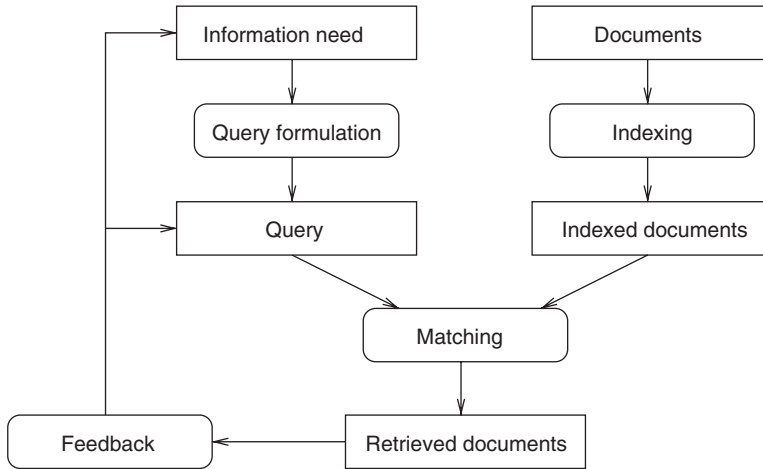 Information need
Documents
Query formulation
Indexing
Query
Indexed documents
Matching
Feedback
Retrieved documents